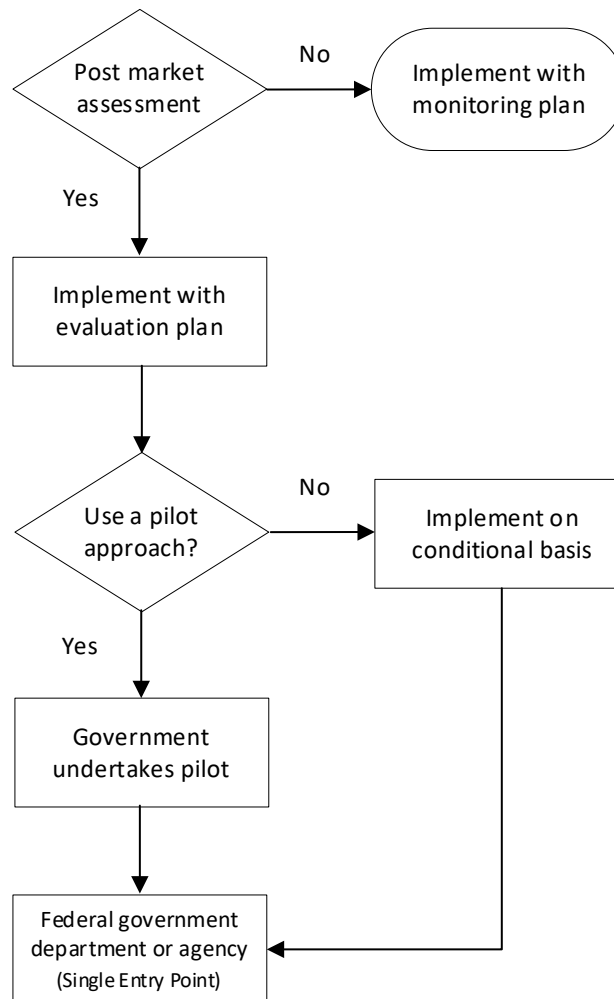 Post market
assessment
No
Implement with
monitoring plan
Yes
Implement with
evaluation plan
Use a pilot
approach?
No
Implement on
conditional basis
Yes
Government
undertakes pilot
Federal government
department or agency
(Single Entry Point)